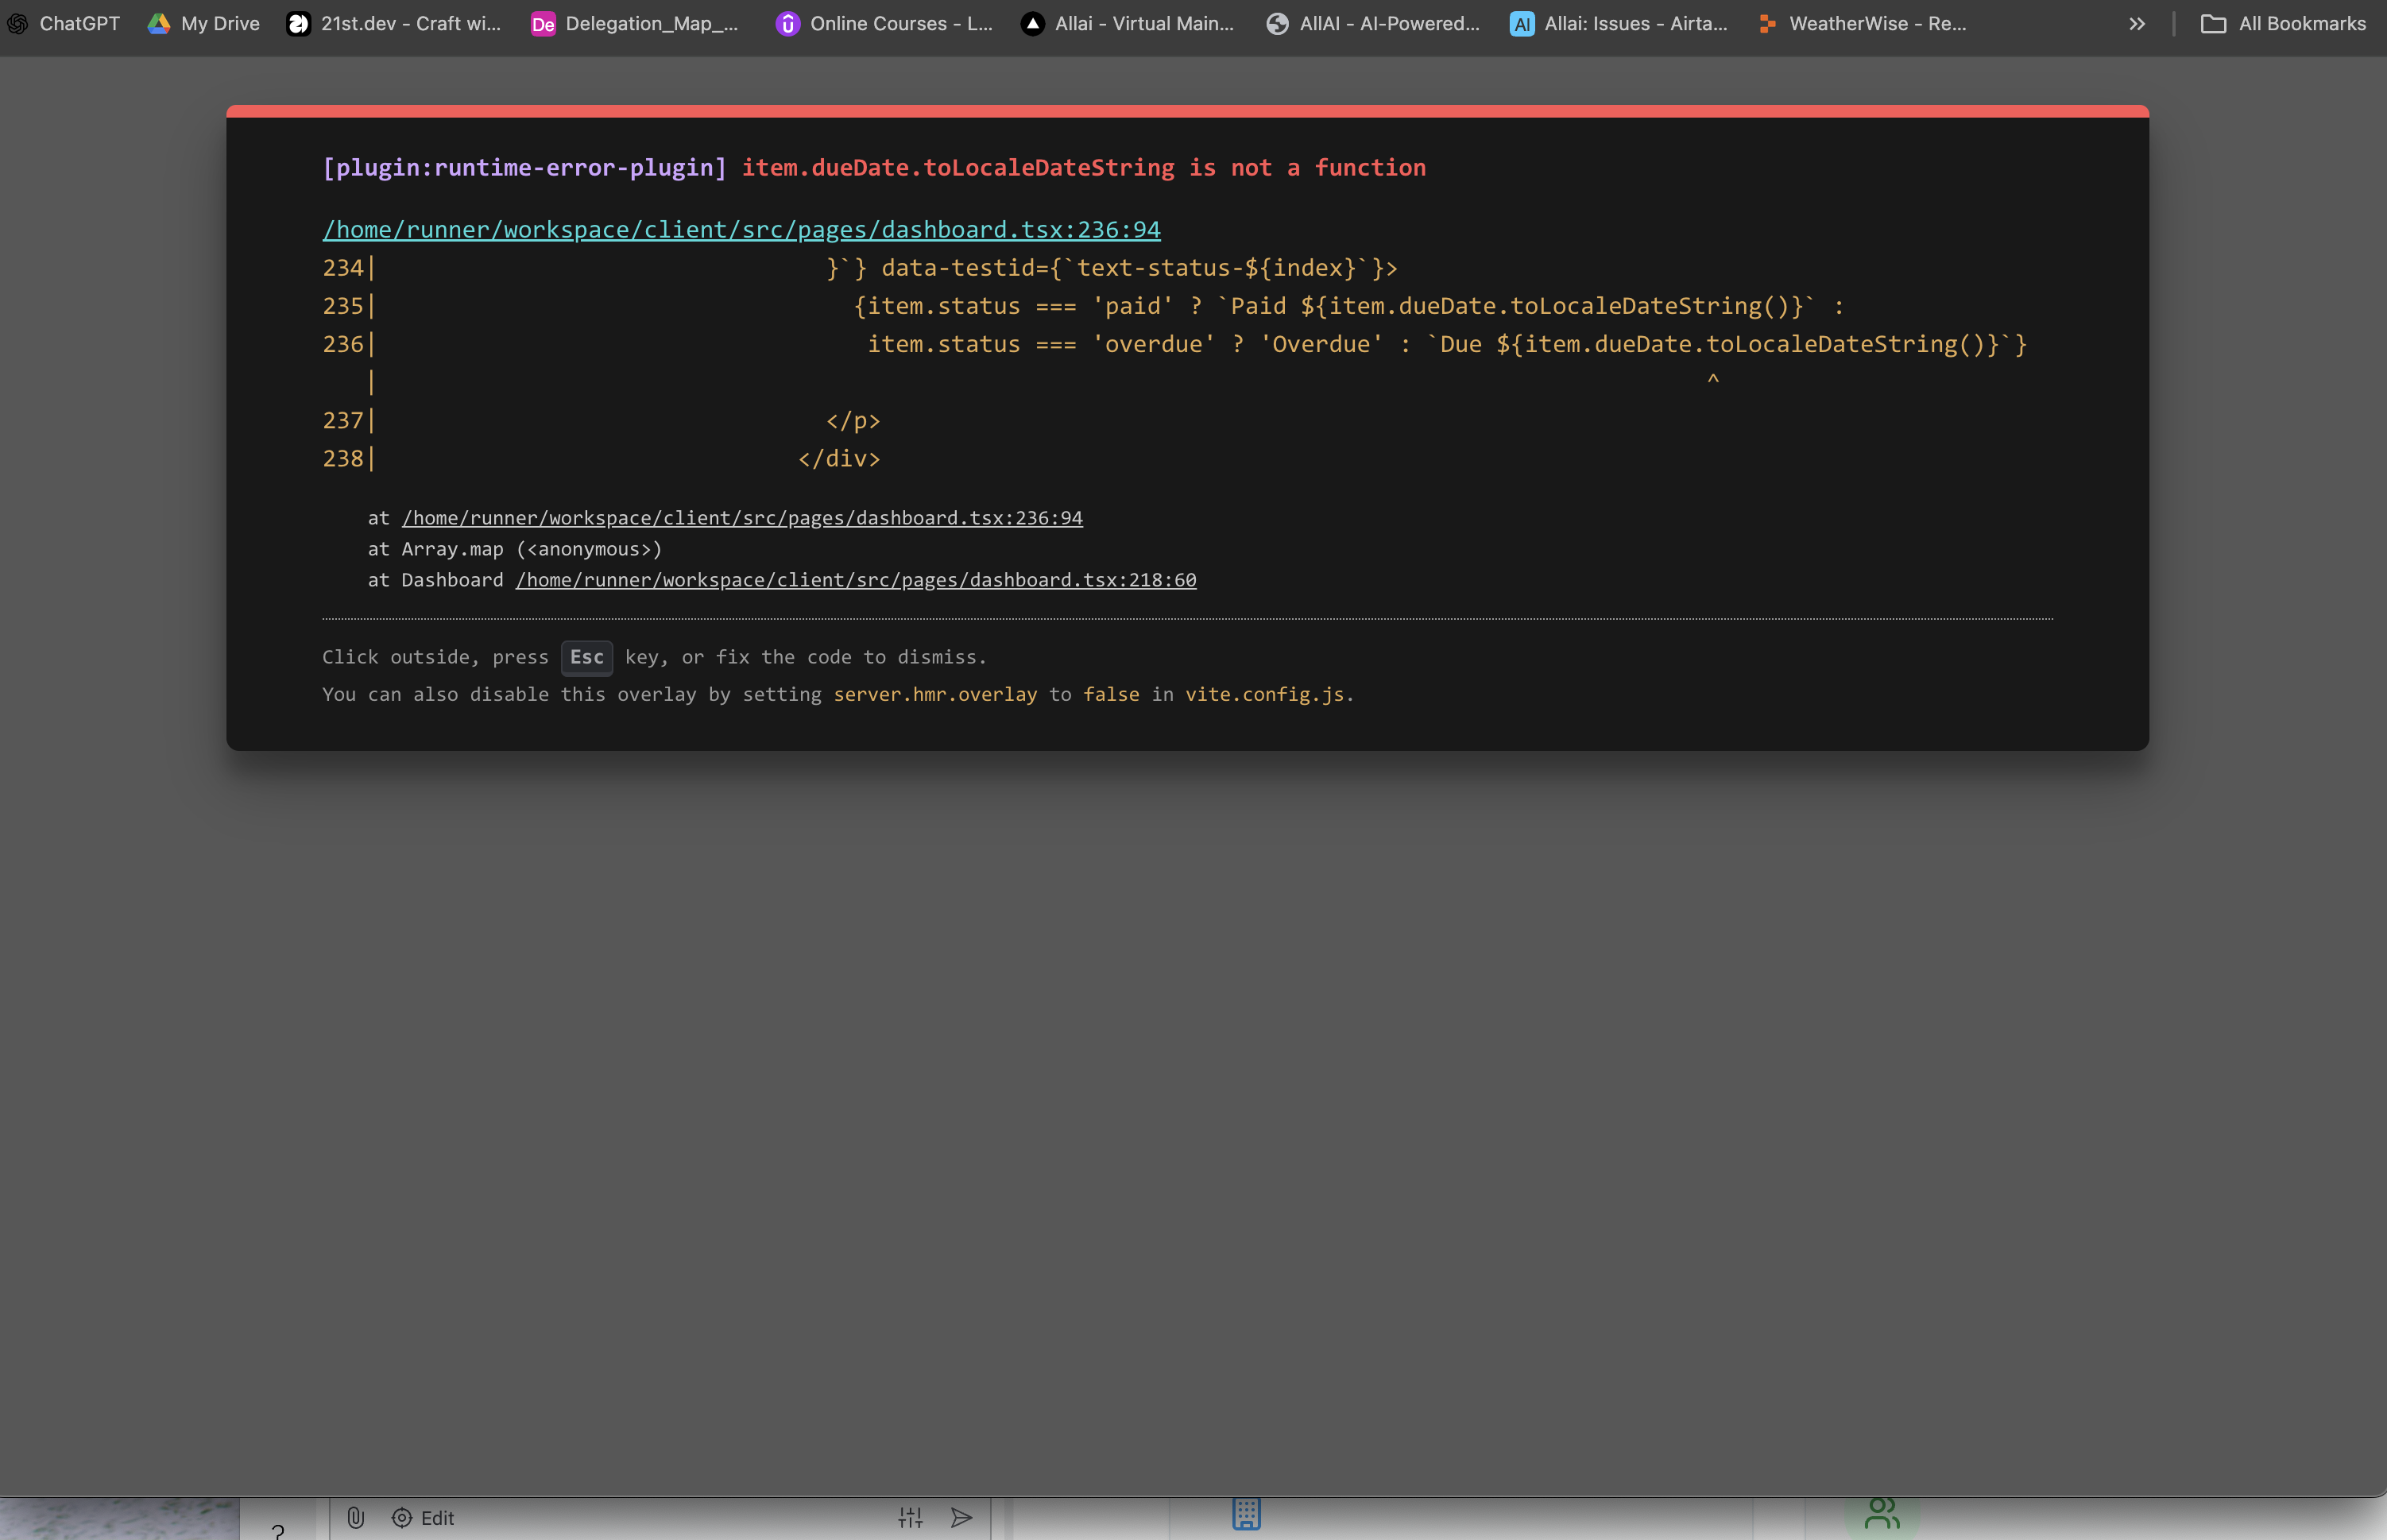 ChatGPT My Drive 21st.dev - Craft wi... De Delegation_Map_... Online Courses - L... Allai - Virtual Main... AllAI - AI-Powered... AI Allai: Issues - Airta... WeatherWise - Re... » All Bookmarks
[plugin:runtime-error-plugin] item.dueDate.toLocaleDateString is not a function
/home/runner/workspace/client/src/pages/dashboard.tsx:236:94
234| }`} data-testid={`text-status-${index}`}>
235| {item.status === 'paid' ? `Paid ${item.dueDate.toLocaleDateString()}` :
236| item.status === 'overdue' ? 'Overdue' : `Due ${item.dueDate.toLocaleDateString()}`}
| ^
237| </p>
238| </div>
at /home/runner/workspace/client/src/pages/dashboard.tsx:236:94
at Array.map (<anonymous>)
at Dashboard /home/runner/workspace/client/src/pages/dashboard.tsx:218:60
Click outside, press Esc key, or fix the code to dismiss.
You can also disable this overlay by setting server.hmr.overlay to false in vite.config.js.
? Edit